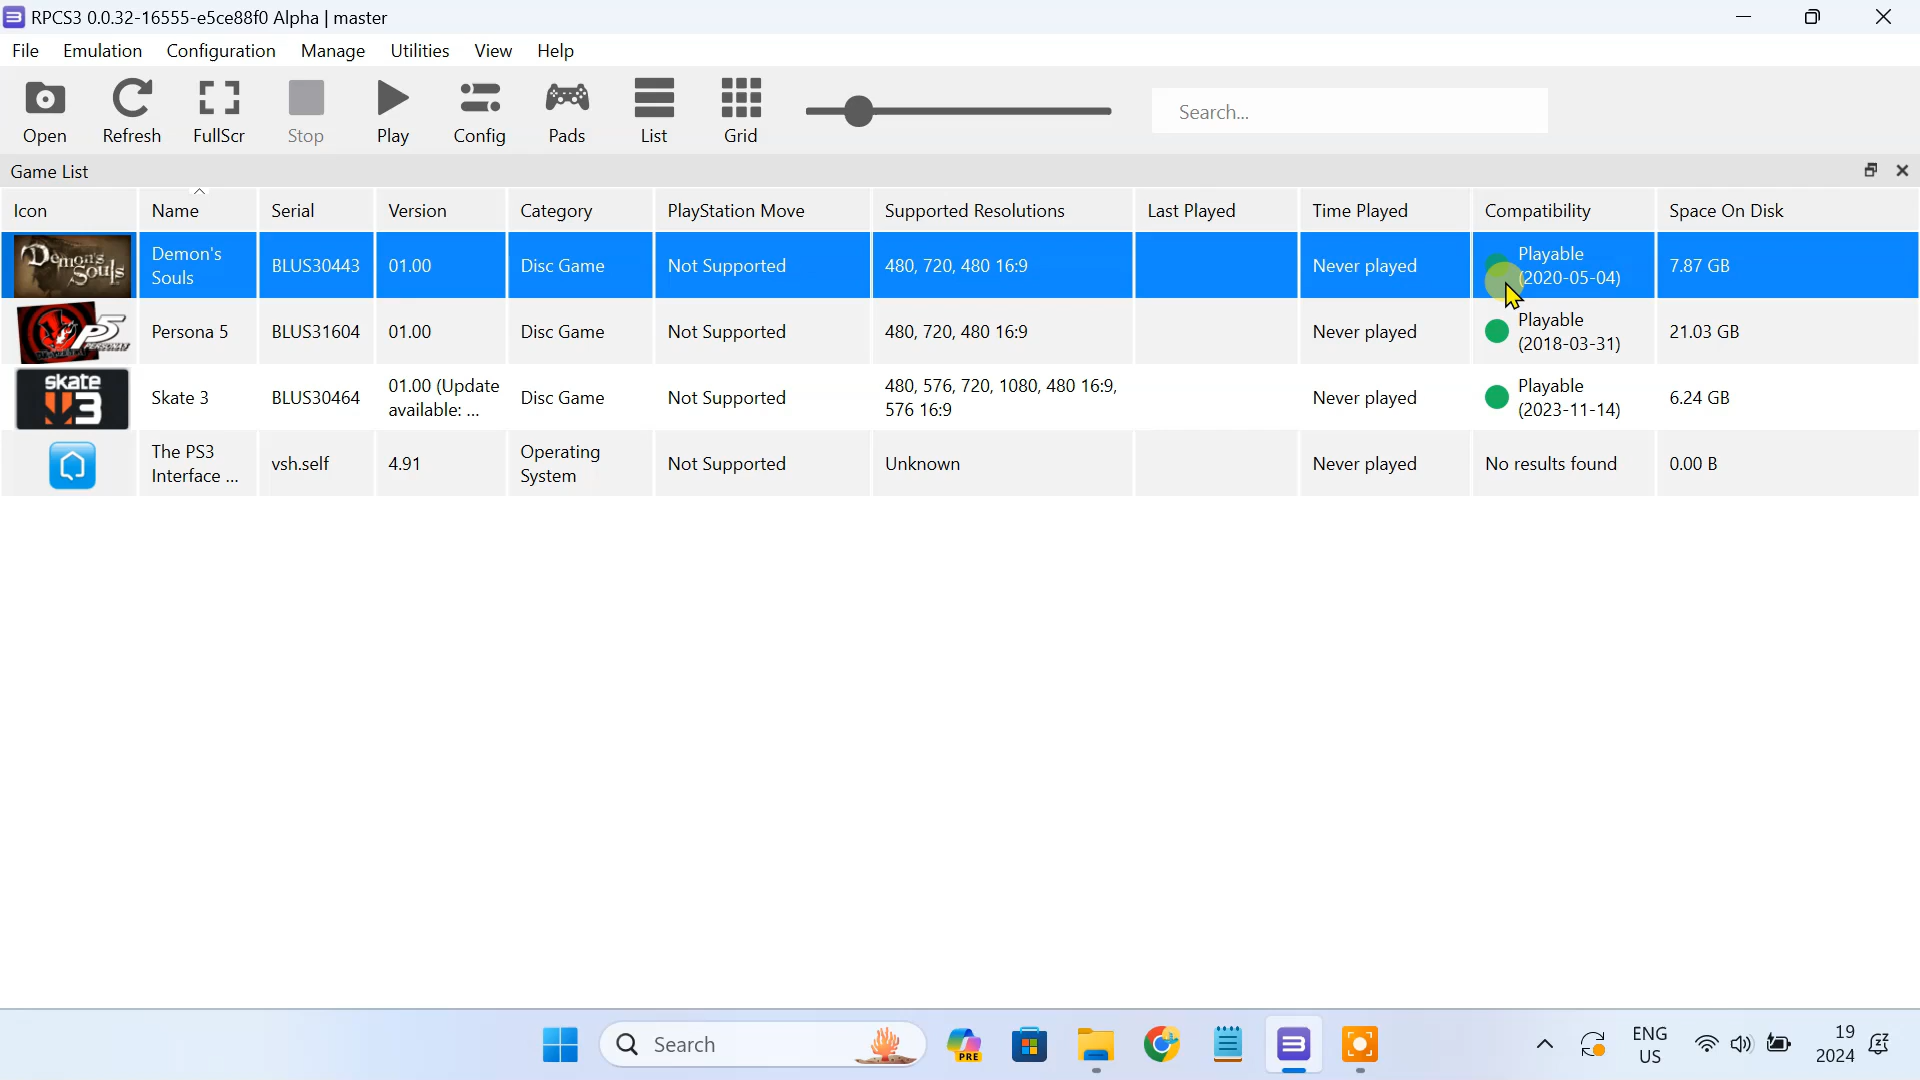 RPCS3 0.0.32-16555-e5ce88f0 Alpha | master
File Emulation Configuration Manage Utilities View Help
Open Refresh FullScr Stop Play Config Pads List Grid Search...
Game List
Icon Name Serial Version Category PlayStation Move Supported Resolutions Last Played Time Played Compatibility Space On Disk
Demon's Souls Demon's Souls BLUS30443 01.00 Disc Game Not Supported 480, 720, 480 16:9 Never played Playable (2020-05-04) 7.87 GB
P5 Persona 5 BLUS31604 01.00 Disc Game Not Supported 480, 720, 480 16:9 Never played Playable (2018-03-31) 21.03 GB
skate 3 Skate 3 BLUS30464 01.00 (Update available: ... Disc Game Not Supported 480, 576, 720, 1080, 480 16:9, 576 16:9 Never played Playable (2023-11-14) 6.24 GB
The PS3 Interface ... vsh.self 4.91 Operating System Not Supported Unknown Never played No results found 0.00 B
Search PRE ENG US 19 2024